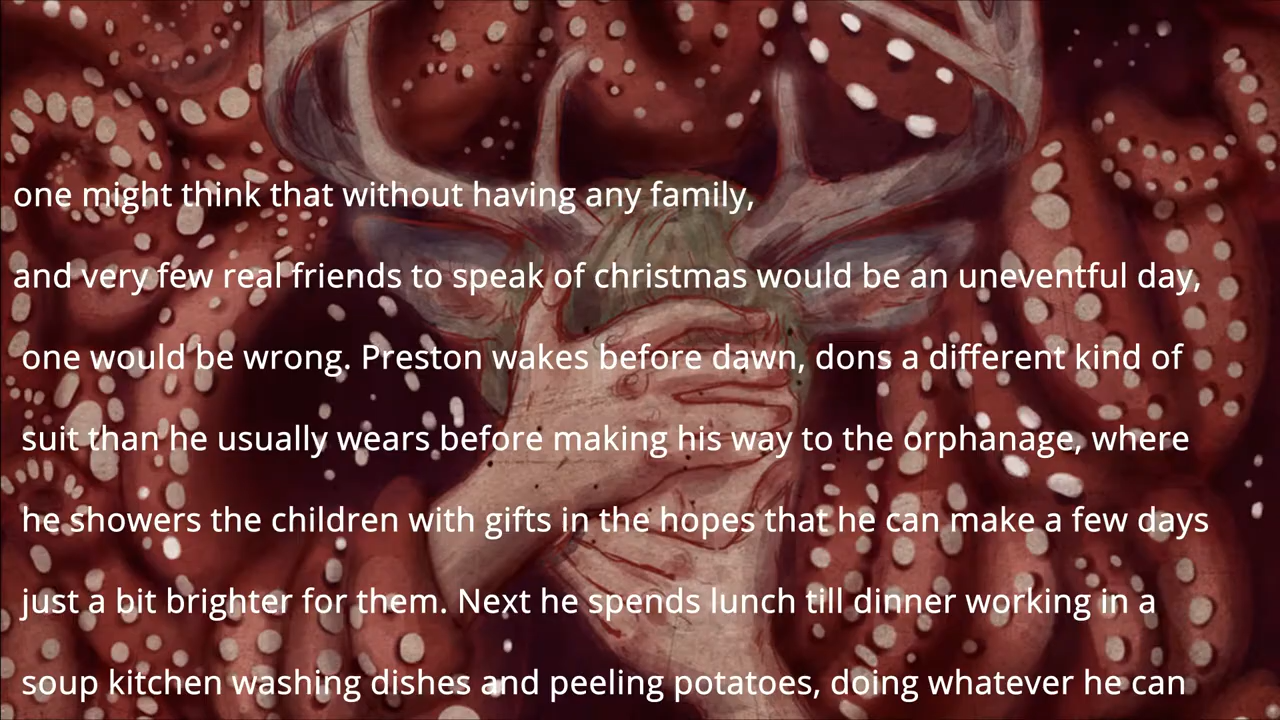 one might think that without having any family,
and very few real friends to speak of christmas would be an uneventful day,
one would be wrong. Preston wakes before dawn, dons a different kind of
suit than he usually wears before making his way to the orphanage, where
he showers the children with gifts in the hopes that he can make a few days
just a bit brighter for them. Next he spends lunch till dinner working in a
soup kitchen washing dishes and peeling potatoes, doing whatever he can